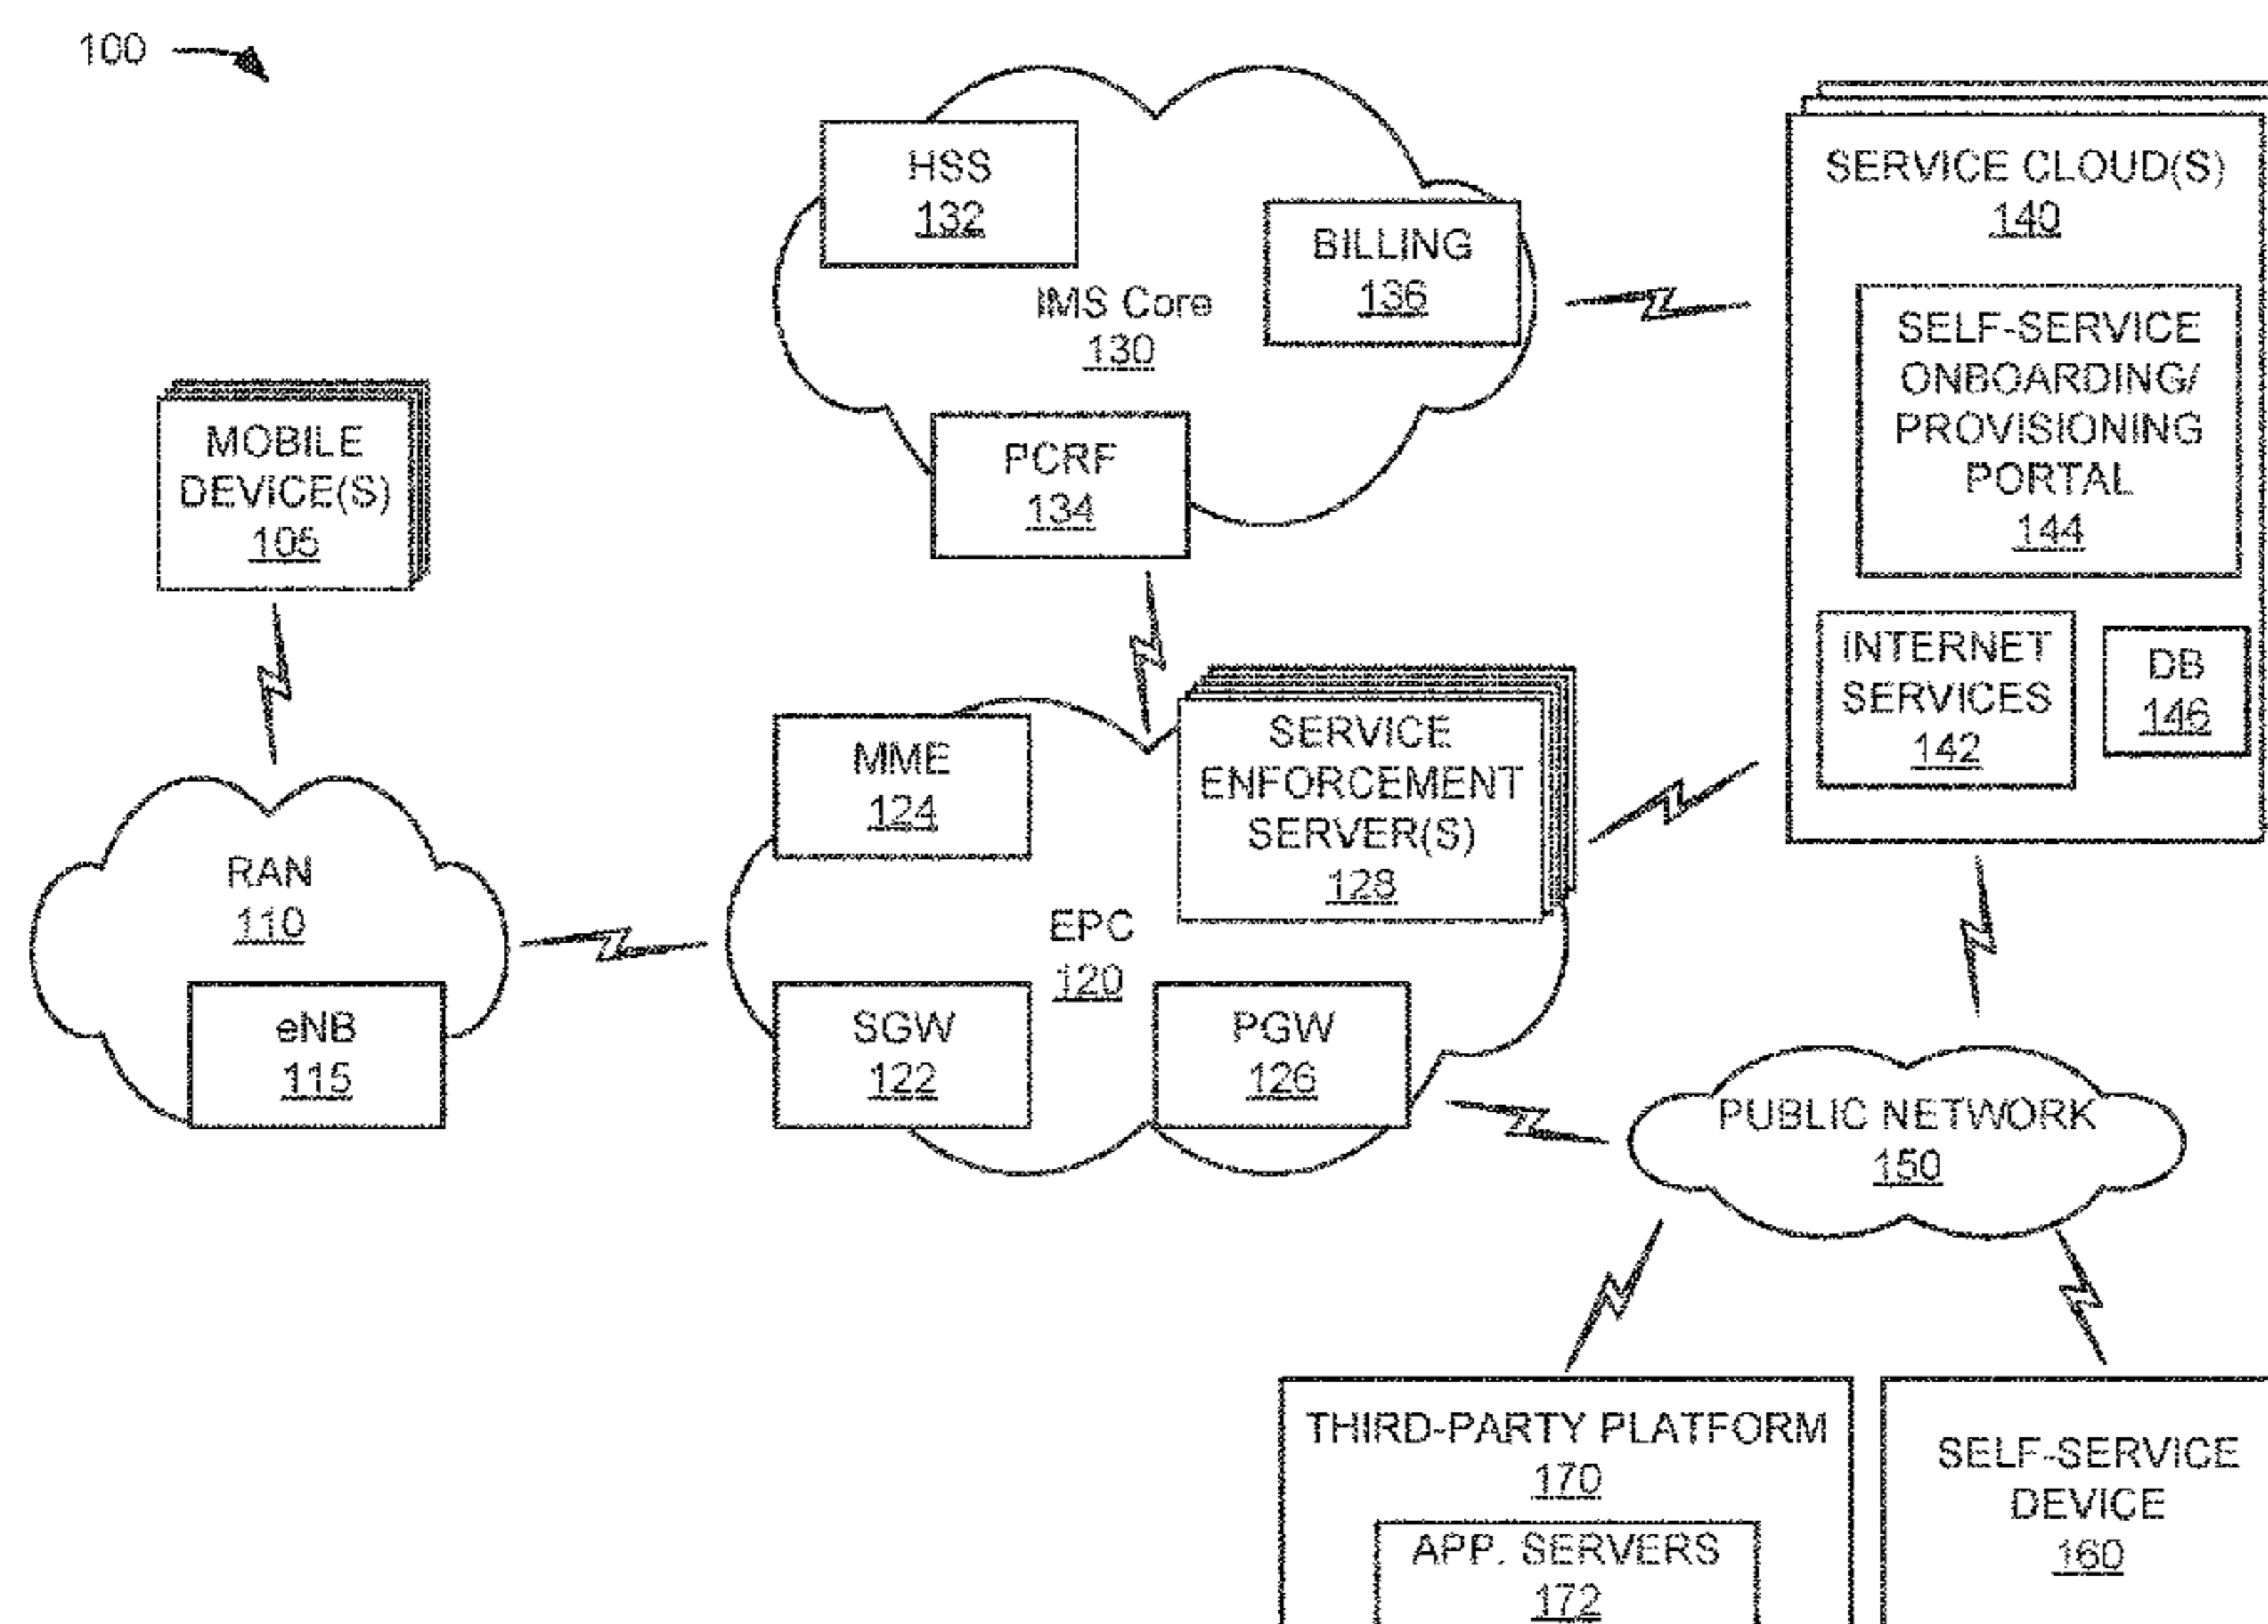 100
HSS
132
BILLING
136
IMS Core
130
PCRF
134
SERVICE CLOUD(S)
140
SELF-SERVICE
ONBOARDING/
PROVISIONING
PORTAL
144
INTERNET
SERVICES
142
DB
146
MOBILE
DEVICE(S)
105
RAN
110
eNB
115
MME
124
SERVICE
ENFORCEMENT
SERVER(S)
128
EPC
120
SGW
122
PGW
126
PUBLIC NETWORK
150
THIRD-PARTY PLATFORM
170
APP. SERVERS
172
SELF-SERVICE
DEVICE
160